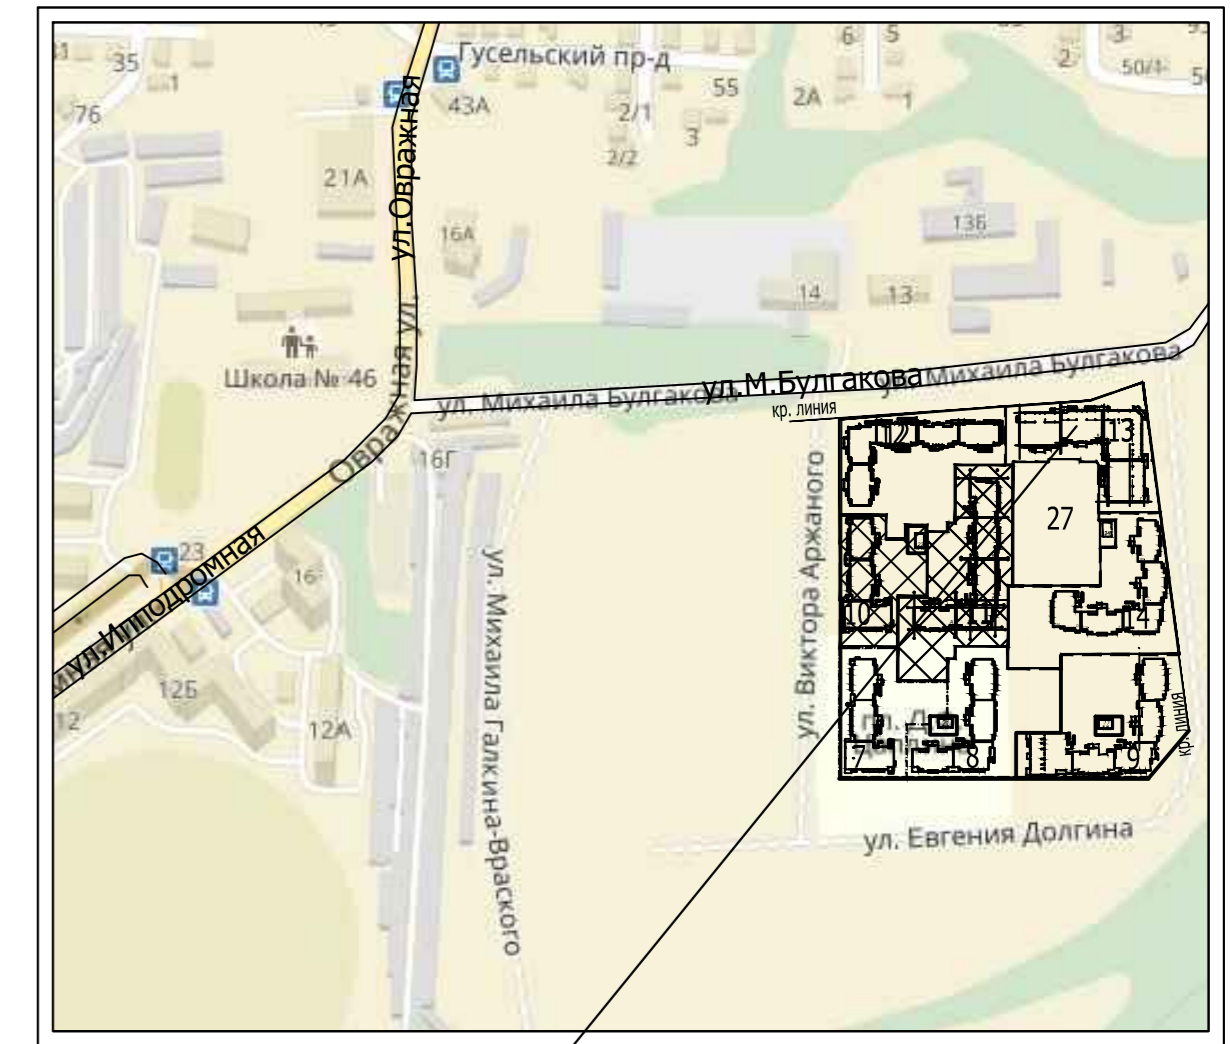 35
6
5
3
2
50/4
Гусельский пр-д
1
76
43А
55
2А
1
2/1
3
2/2
ул.Овражная
21А
16А
13Б
14
13
Школа № 46
Овражная ул.
ул. Михаила Булгакова
ул.М.Булгакова
ул. Михаила Булгакова
кр. линия
12
13
16Г
27
ул. Виктора Аржаного
23
ул.Ипподромная
16
ул. Михаила Галкина-Враского
10
11
14
12Б
12
12А
кр. линия
7
8
9
ул. Евгения Долгина